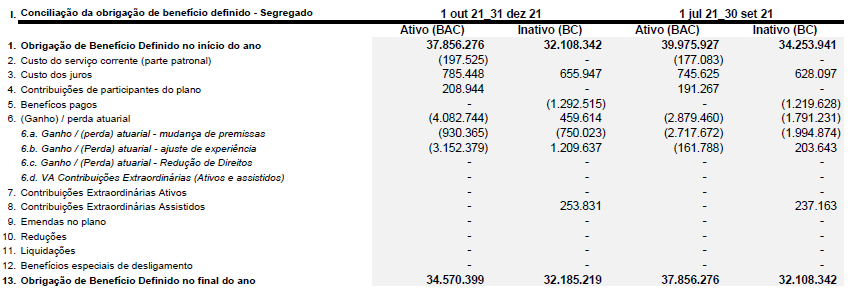 I. Conciliação da obrigação de benefício definido - Segregado 1 out 21_31 dez 21 1 jul 21_30 set 21
Ativo (BAC) Inativo (BC) Ativo (BAC) Inativo (BC)
1. Obrigação de Benefício Definido no início do ano 37.856.276 32.108.342 39.975.927 34.253.941
2. Custo do serviço corrente (parte patronal) (197.525) - (177.083) -
3. Custo dos juros 785.448 655.947 745.625 628.097
4. Contribuições de participantes do plano 208.944 - 191.267 -
5. Benefícos pagos - (1.292.515) - (1.219.628)
6. (Ganho) / perda atuarial (4.082.744) 459.614 (2.879.460) (1.791.231)
6.a. Ganho / (perda) atuarial - mudança de premissas (930.365) (750.023) (2.717.672) (1.994.874)
6.b. Ganho / (Perda) atuarial - ajuste de experiência (3.152.379) 1.209.637 (161.788) 203.643
6.c. Ganho / (Perda) atuarial - Redução de Direitos - - - -
6.d. VA Contribuições Extraordinárias (Ativos e assistidos) - - - -
7. Contribuições Extraordinárias Ativos - - - -
8. Contribuições Extraordinárias Assistidos - 253.831 - 237.163
9. Emendas no plano - - - -
10. Reduções - - - -
11. Liquidações - - - -
12. Benefícios especiais de desligamento - - - -
13. Obrigação de Benefício Definido no final do ano 34.570.399 32.185.219 37.856.276 32.108.342